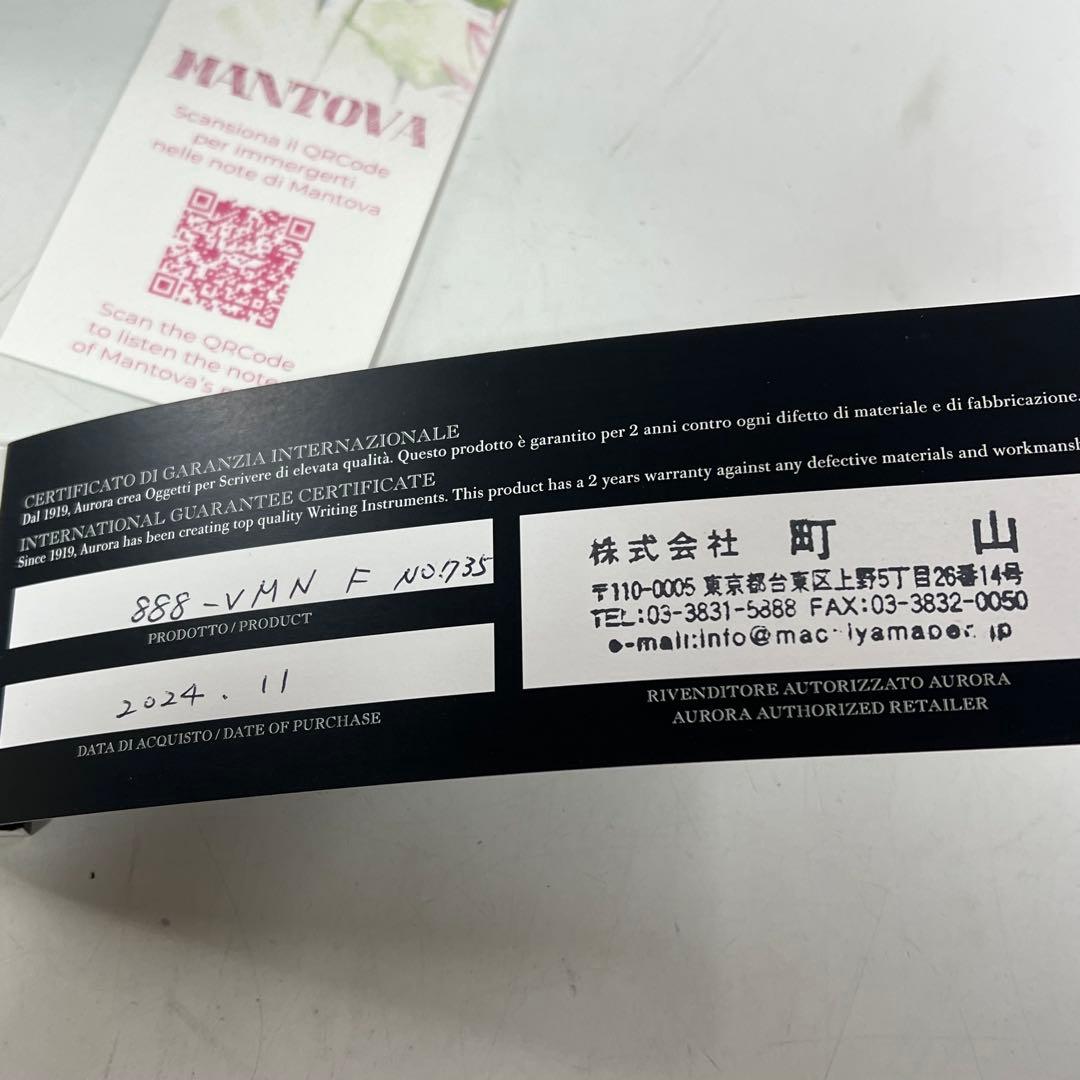 MANTOVA
Scansiona il QRCode
per immergerti
nelle note di Mantova
Scan the QRCode
to listen the note
of Mantova's
CERTIFICATO DI GARANZIA INTERNAZIONALE
Dal 1919, Aurora crea Oggetti per Scrivere di elevata qualità. Questo prodotto è garantito per 2 anni contro ogni difetto di materiale e di fabbricazione.
INTERNATIONAL GUARANTEE CERTIFICATE
Since 1919, Aurora has been creating top quality Writing Instruments. This product has a 2 years warranty against any defective materials and workmansh
888-VMN F NO.735
PRODOTTO / PRODUCT
2024.11
DATA DI ACQUISTO / DATE OF PURCHASE
株式会社 町山
〒110-0005 東京都台東区上野5丁目26番14号
TEL:03-3831-5388 FAX:03-3832-0050
RIVENDITORE AUTORIZZATO AURORA
AURORA AUTHORIZED RETAILER